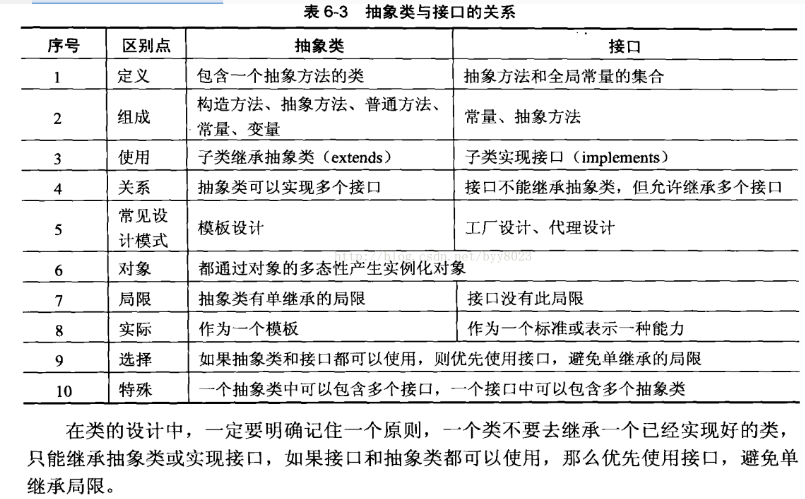 表 6-3 抽象类与接口的关系
序号 区别点 抽象类 接口
1 定义 包含一个抽象方法的类 抽象方法和全局常量的集合
2 组成 构造方法、抽象方法、普通方法、常量、变量 常量、抽象方法
3 使用 子类继承抽象类（extends） 子类实现接口（implements）
4 关系 抽象类可以实现多个接口 接口不能继承抽象类，但允许继承多个接口
5 常见设计模式 模板设计 工厂设计、代理设计
http://blog.csdn.net/byy8023
6 对象 都通过对象的多态性产生实例化对象
7 局限 抽象类有单继承的局限 接口没有此局限
8 实际 作为一个模板 作为一个标准或表示一种能力
9 选择 如果抽象类和接口都可以使用，则优先使用接口，避免单继承的局限
10 特殊 一个抽象类中可以包含多个接口，一个接口中可以包含多个抽象类
在类的设计中，一定要明确记住一个原则，一个类不要去继承一个已经实现好的类，
只能继承抽象类或实现接口，如果接口和抽象类都可以使用，那么优先使用接口，避免单
继承局限。